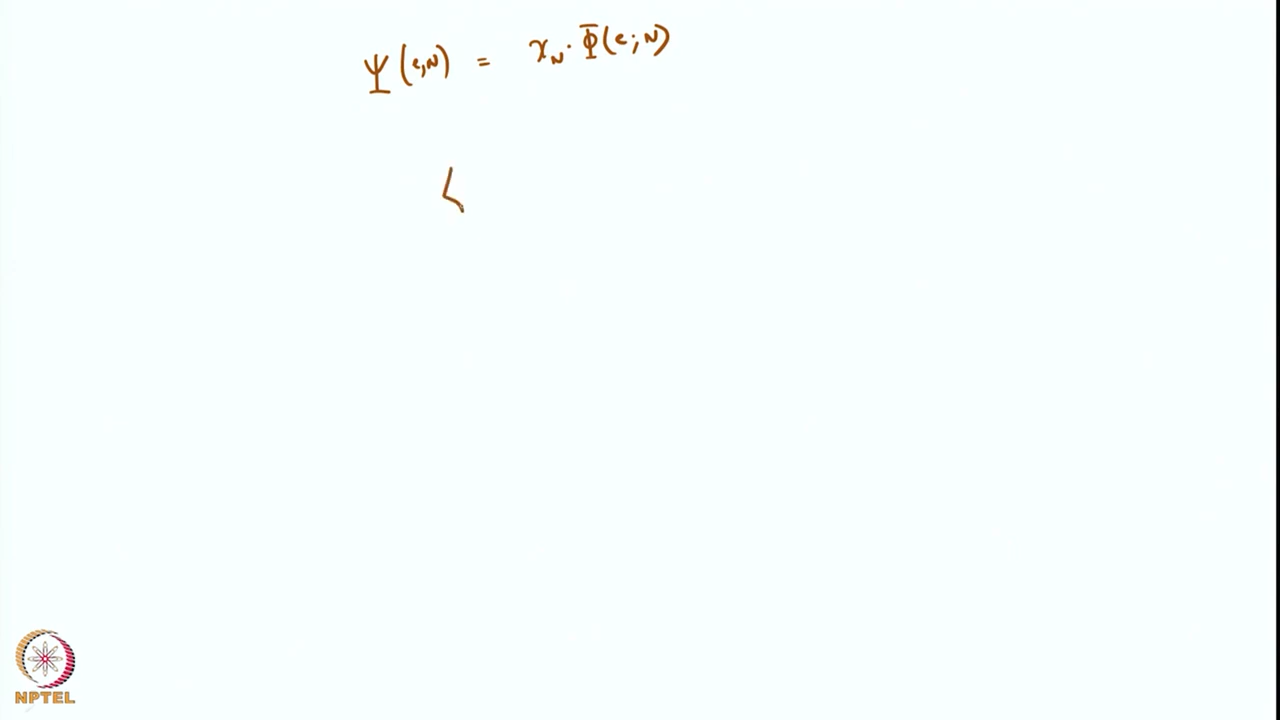 Ψ(e,N) = χ_N · Φ(e;N)
⟨
NPTEL